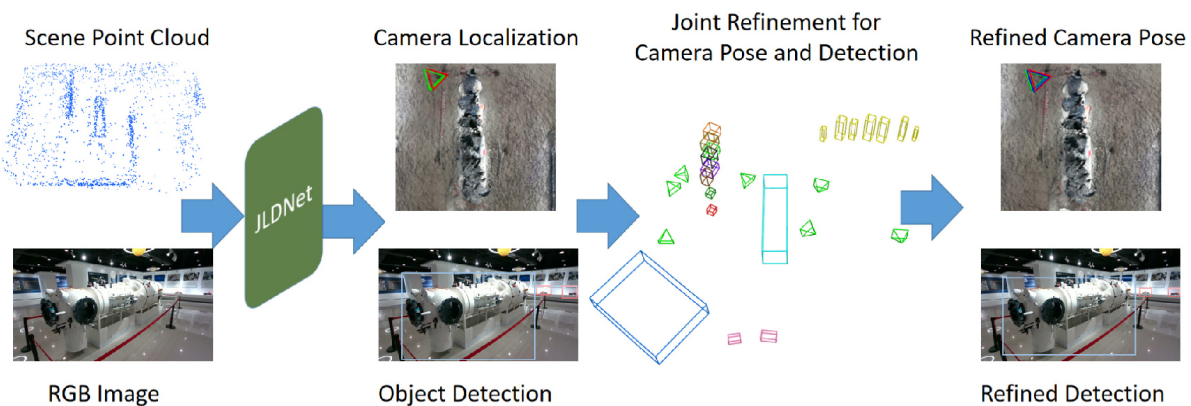 Scene Point Cloud
Camera Localization
Joint Refinement for
Camera Pose and Detection
Refined Camera Pose
JLDNet
RGB Image
Object Detection
Refined Detection